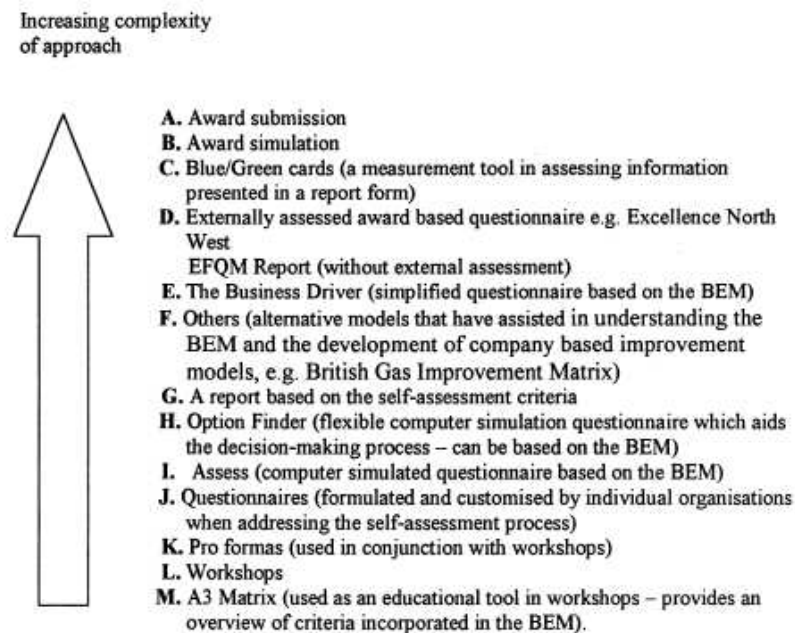 Increasing complexity
of approach
A. Award submission
B. Award simulation
C. Blue/Green cards (a measurement tool in assessing information
presented in a report form)
D. Externally assessed award based questionnaire e.g. Excellence North
West
EFQM Report (without external assessment)
E. The Business Driver (simplified questionnaire based on the BEM)
F. Others (alternative models that have assisted in understanding the
BEM and the development of company based improvement
models, e.g. British Gas Improvement Matrix)
G. A report based on the self-assessment criteria
H. Option Finder (flexible computer simulation questionnaire which aids
the decision-making process – can be based on the BEM)
I. Assess (computer simulated questionnaire based on the BEM)
J. Questionnaires (formulated and customised by individual organisations
when addressing the self-assessment process)
K. Pro formas (used in conjunction with workshops)
L. Workshops
M. A3 Matrix (used as an educational tool in workshops – provides an
overview of criteria incorporated in the BEM).